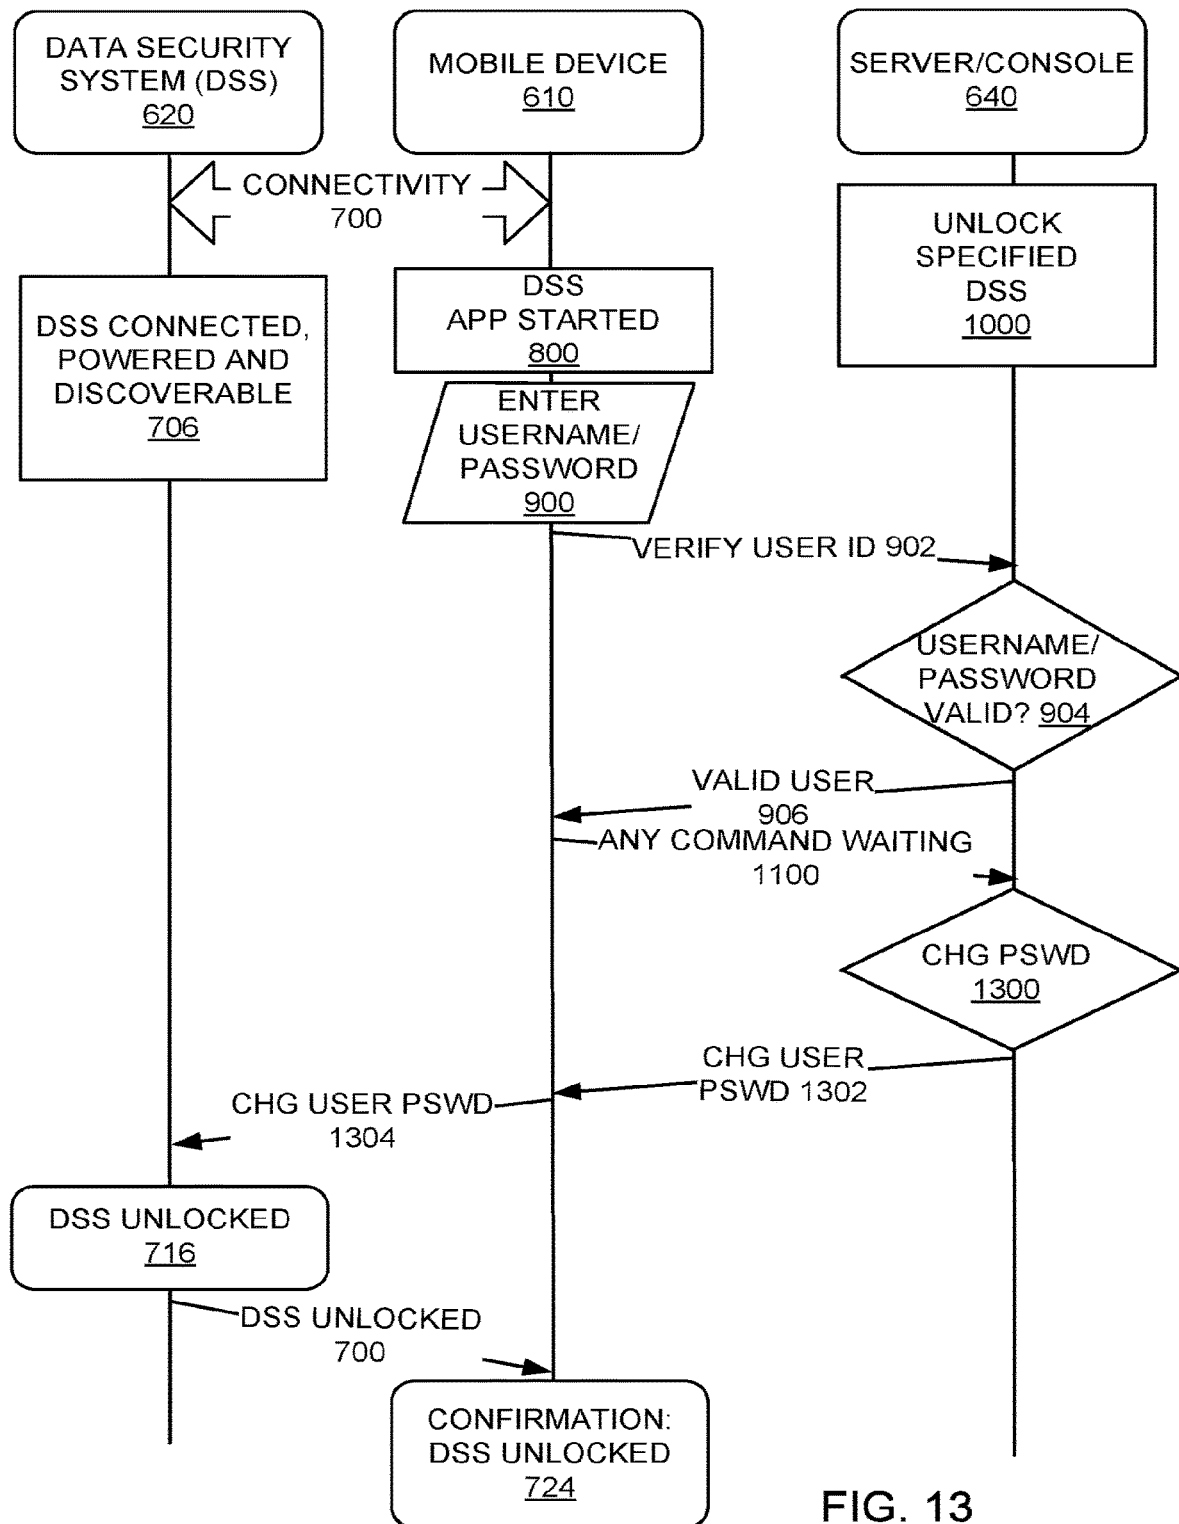 DATA SECURITY
SYSTEM (DSS)
620
MOBILE DEVICE
610
SERVER/CONSOLE
640
CONNECTIVITY
700
UNLOCK
SPECIFIED
DSS
1000
DSS CONNECTED,
POWERED AND
DISCOVERABLE
706
DSS
APP STARTED
800
ENTER
USERNAME/
PASSWORD
900
VERIFY USER ID 902
USERNAME/
PASSWORD
VALID? 904
VALID USER
906
ANY COMMAND WAITING
1100
CHG PSWD
1300
CHG USER
PSWD 1302
CHG USER PSWD
1304
DSS UNLOCKED
716
DSS UNLOCKED
700
CONFIRMATION:
DSS UNLOCKED
724
FIG. 13